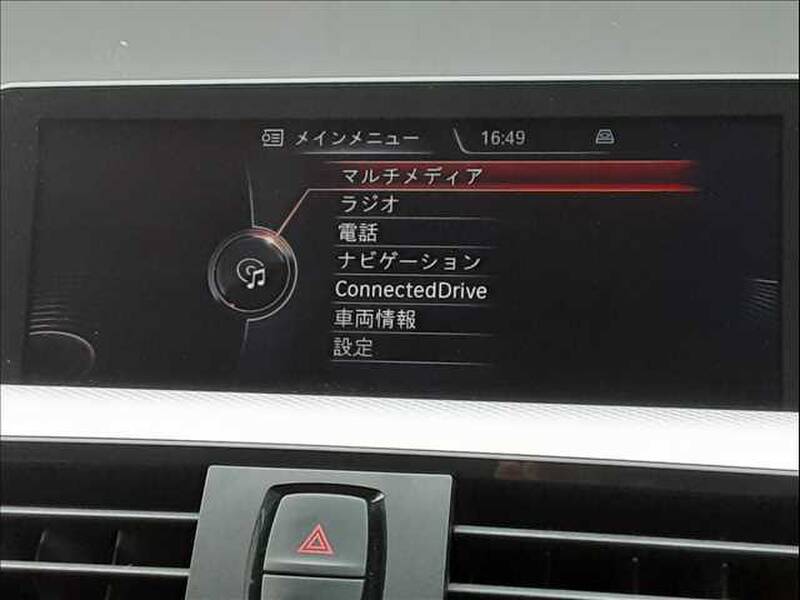 メインメニュー 16:49
マルチメディア
ラジオ
電話
ナビゲーション
ConnectedDrive
車両情報
設定